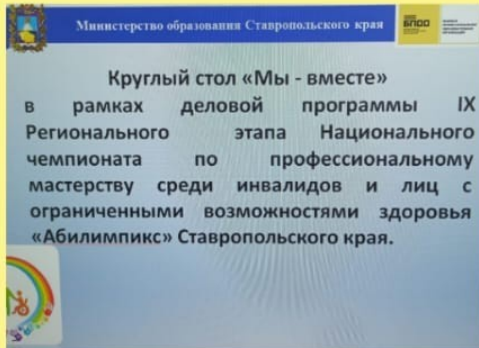 Министерство образования Ставропольского края
БПОО
Круглый стол «Мы - вместе»
в рамках деловой программы IX
Регионального этапа Национального
чемпионата по профессиональному
мастерству среди инвалидов и лиц с
ограниченными возможностями здоровья
«Абилимпикс» Ставропольского края.